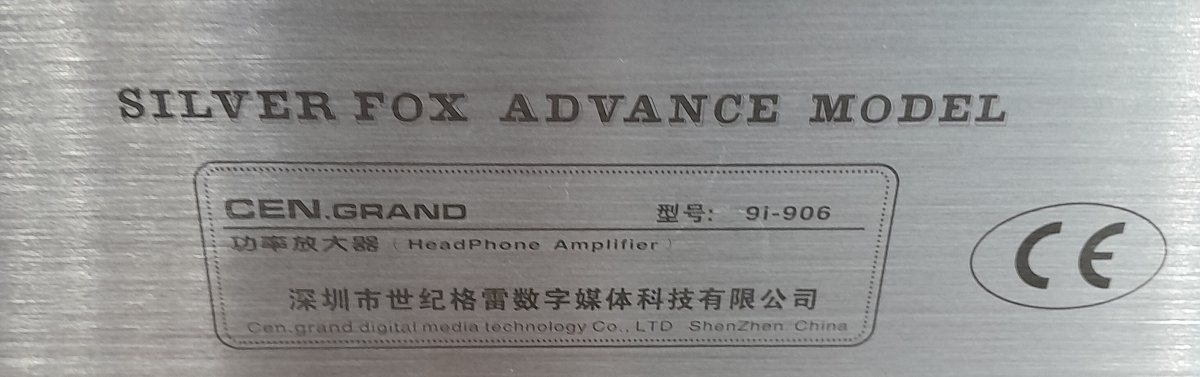 SILVER FOX ADVANCE MODEL
CEN.GRAND 型号: 9i-906
功率放大器 (HeadPhone Amplifier)
深圳市世纪格雷数字媒体科技有限公司
Cen.grand digital media technology Co., LTD ShenZhen China
CE